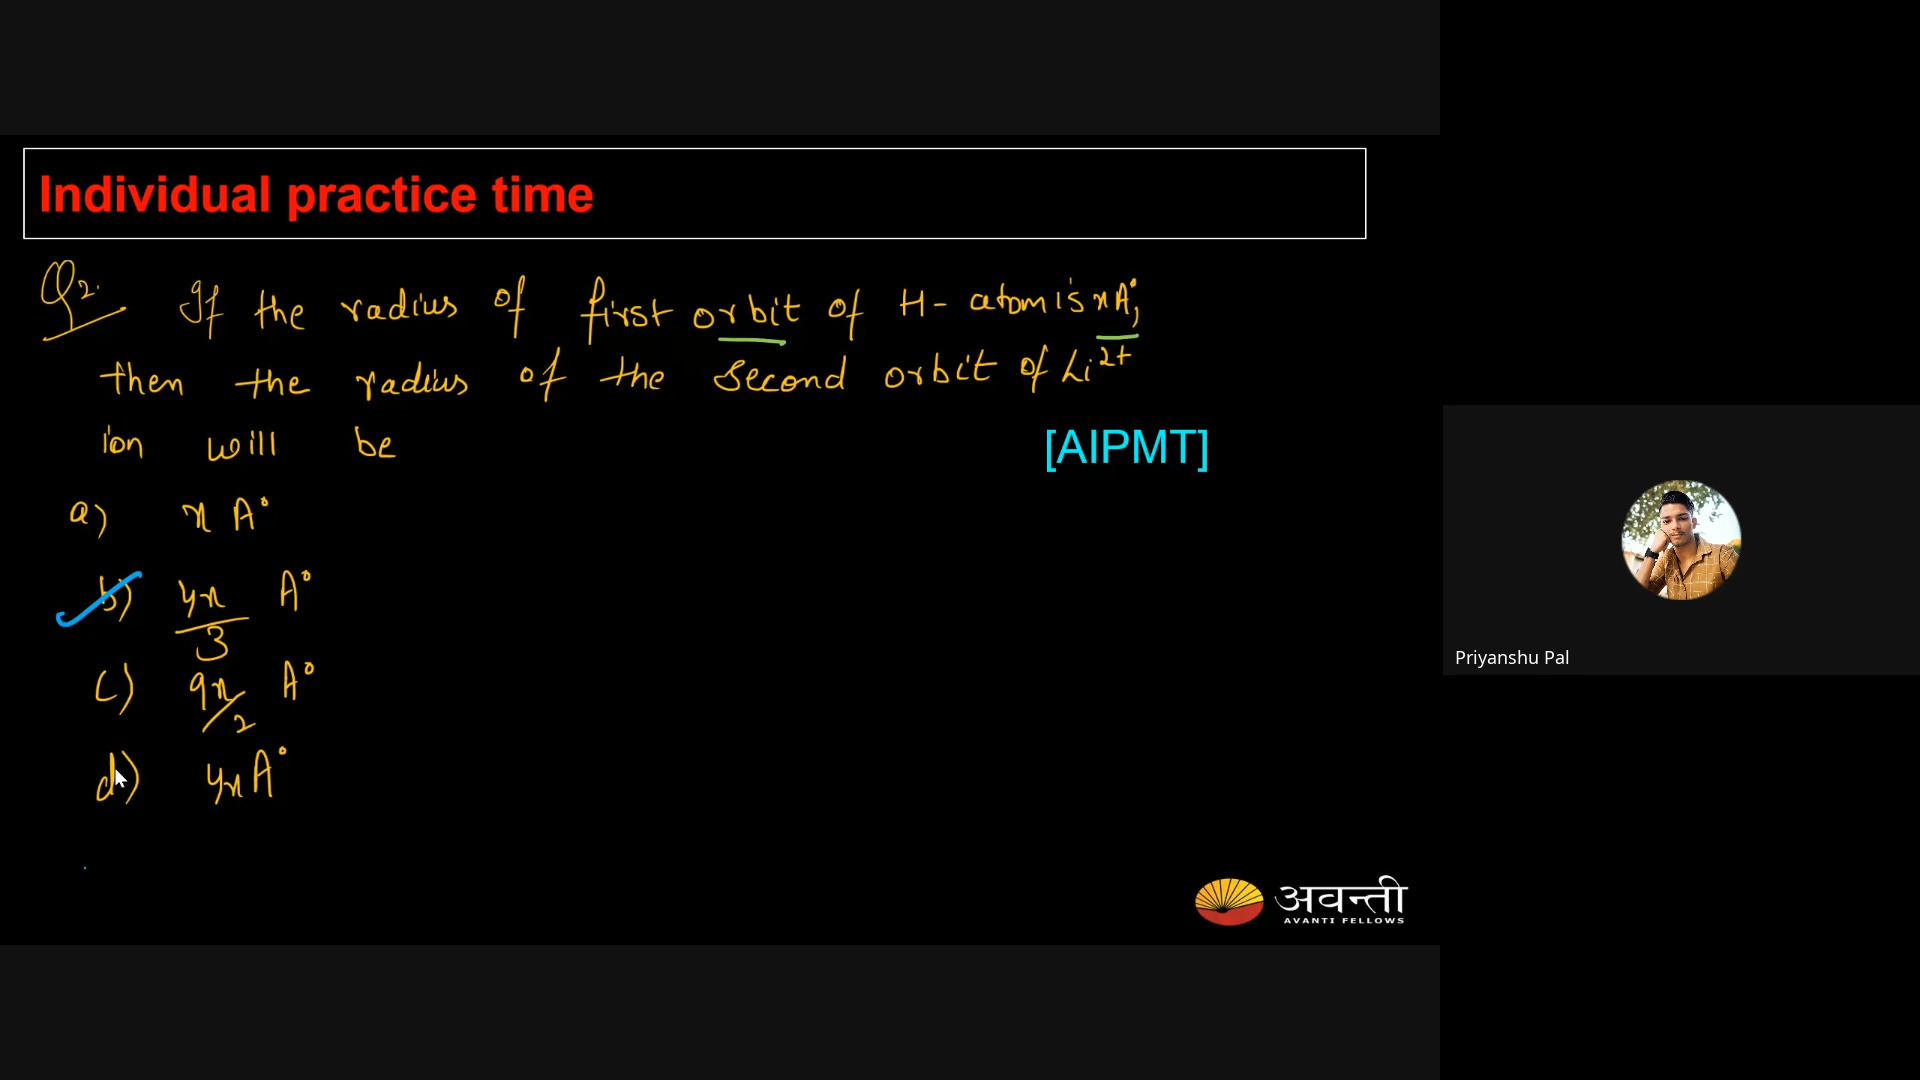 Individual practice time
Q2. If the radius of first orbit of H- atom is x A°,
then the radius of the second orbit of Li2+
ion will be
[AIPMT]
a) x A°
b) 4x/3 A°
c) 9x/2 A°
d) 4x A°
Priyanshu Pal
अवन्ती
AVANTI FELLOWS